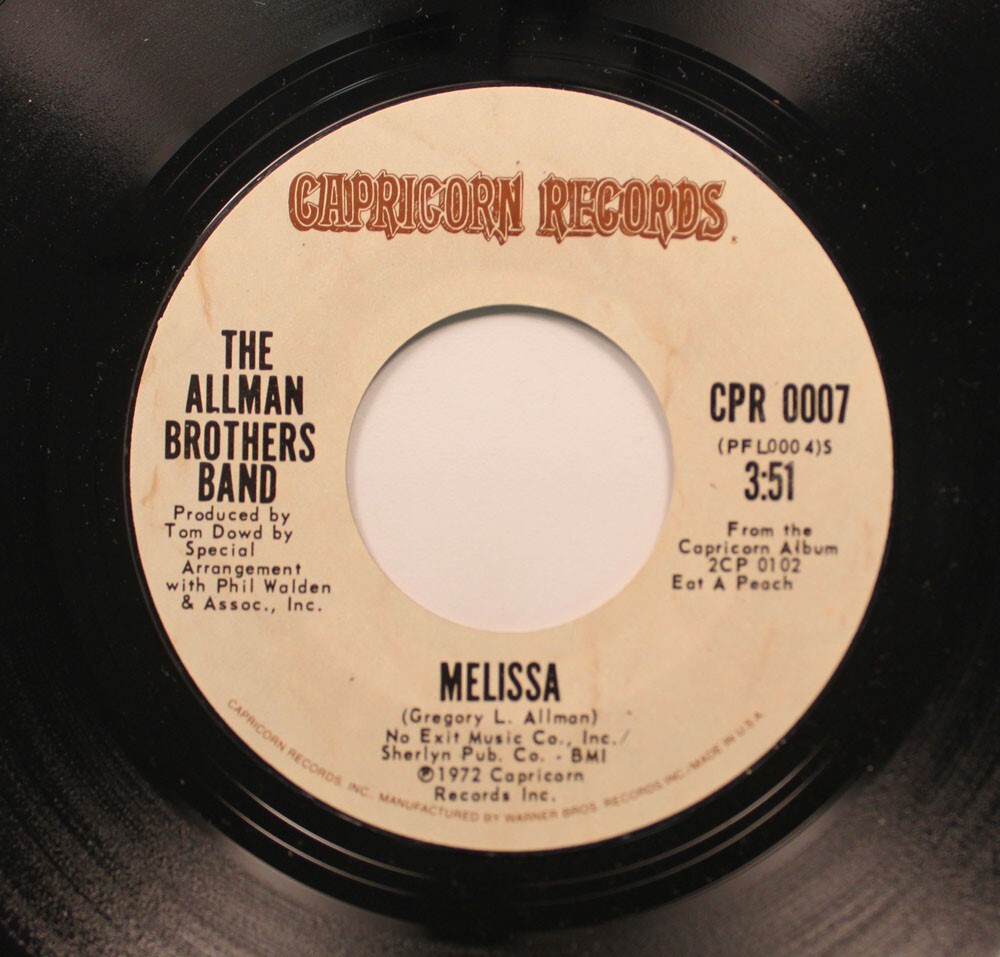 CAPRICORN RECORDS
THE
ALLMAN
BROTHERS
BAND
Produced by
Tom Dowd by
Special
Arrangement
with Phil Walden
& Assoc., Inc.
CPR 0007
(PFL000 4)S
3:51
From the
Capricorn Album
2CP 0102
Eat A Peach
MELISSA
(Gregory L. Allman)
No Exit Music Co., Inc./
Sherlyn Pub. Co. - BMI
℗1972 Capricorn
Records Inc.
CAPRICORN RECORDS, INC., MANUFACTURED BY WARNER BROS. RECORDS INC./MADE IN U.S.A.